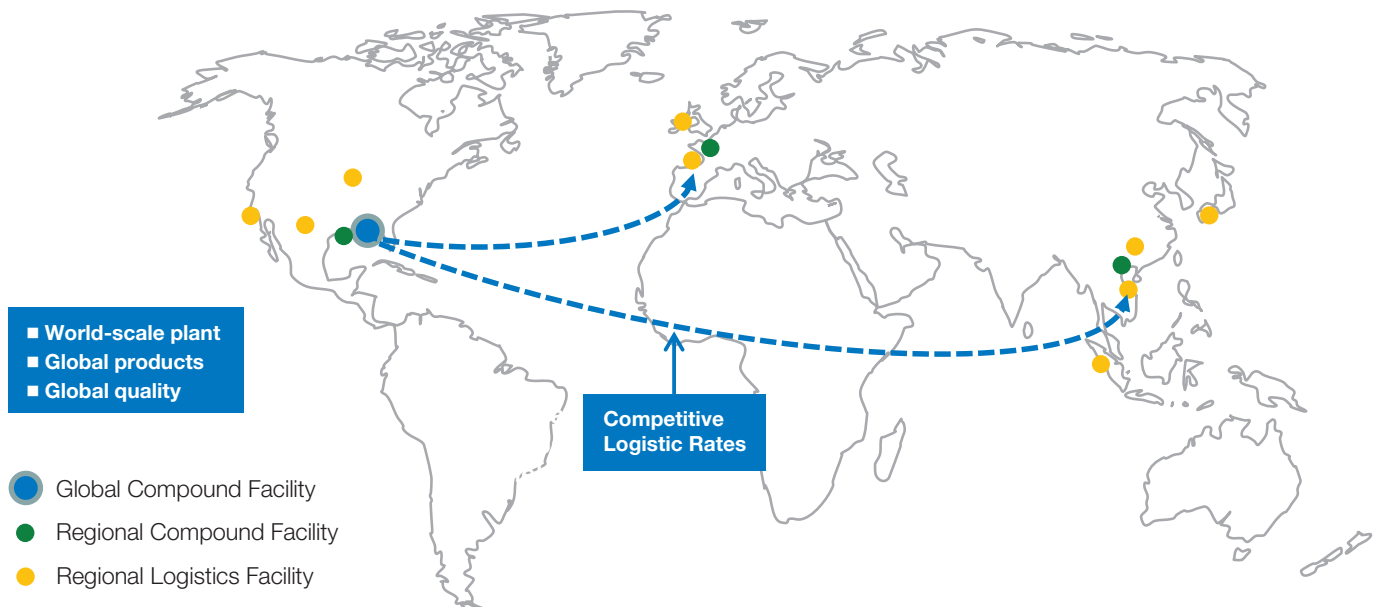 ■ World-scale plant
■ Global products
■ Global quality
Competitive
Logistic Rates
Global Compound Facility
Regional Compound Facility
Regional Logistics Facility